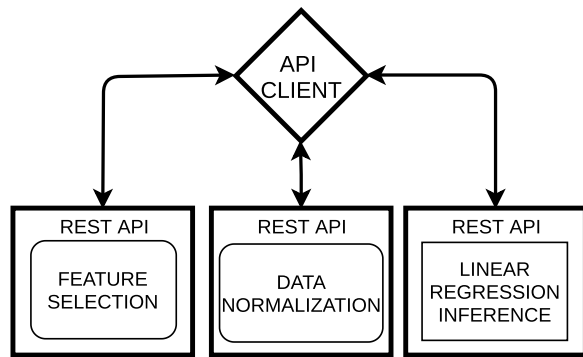 API
CLIENT
REST API
FEATURE
SELECTION
REST API
DATA
NORMALIZATION
REST API
LINEAR
REGRESSION
INFERENCE